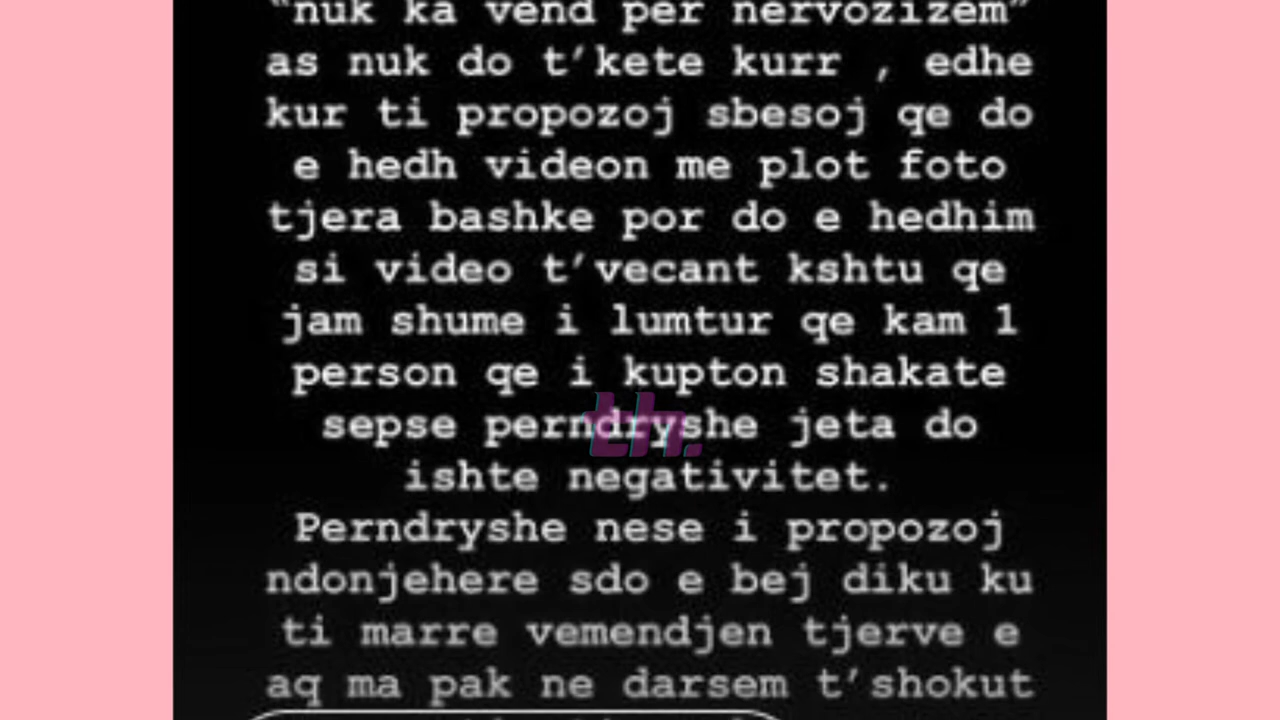 "nuk ka vend per nervozizem"
as nuk do t'kete kurr , edhe
kur ti propozoj sbesoj qe do
e hedh videon me plot foto
tjera bashke por do e hedhim
si video t'vecant kshtu qe
jam shume i lumtur qe kam 1
person qe i kupton shakate
sepse perndryshe jeta do
ishte negativitet.
Perndryshe nese i propozoj
ndonjehere sdo e bej diku ku
ti marre vemendjen tjerve e
aq ma pak ne darsem t'shokut
th.